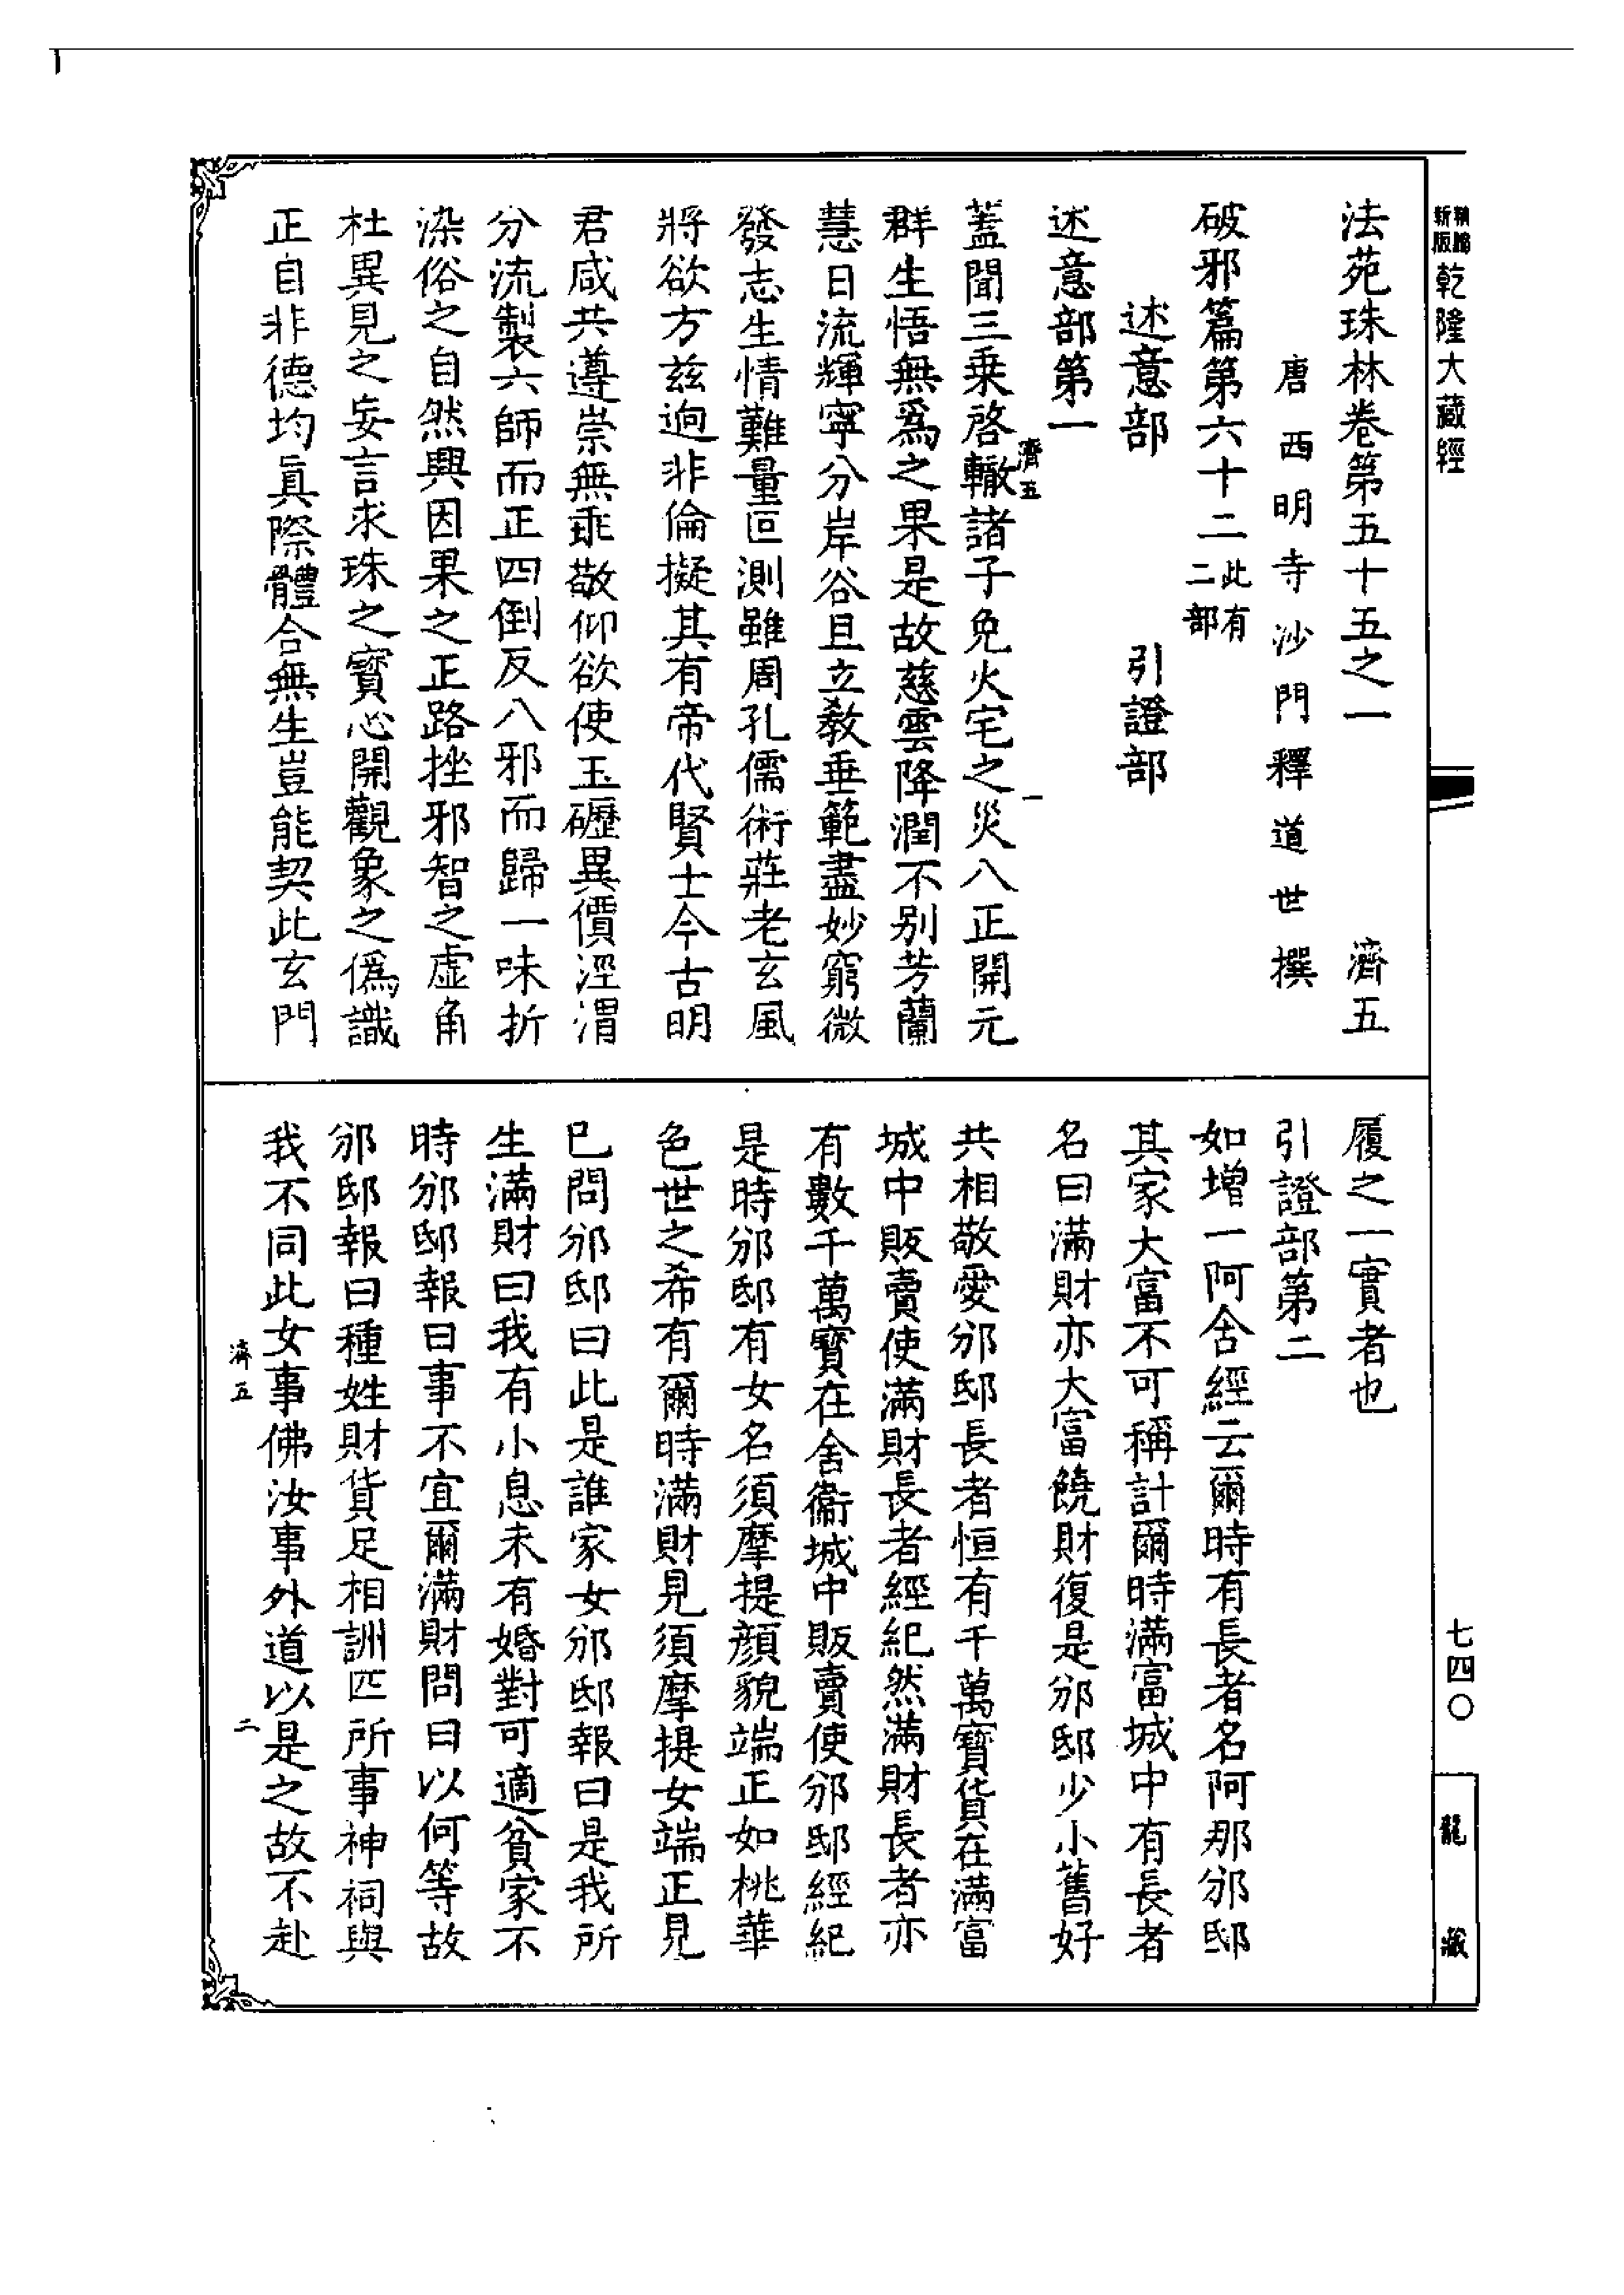 法苑珠林卷第五十五之一　濟五
唐西明寺沙門釋道世撰
破邪篇第六十二此有二部
述意部　引證部
述意部第一
濟五　一
蓋聞三乗啓轍諸子免火宅之災八正開元
群生悟無爲之果是故慈雲降潤不别芳蘭
慧日流輝寧分岸谷且立敎垂範盡妙窮微
發志生情難量叵測雖周孔儒術莊老玄風
將欲方兹逈非倫擬其有帝代賢士今古明
君咸共遵崇無乖敬仰欲使玉礰異價涇渭
分流製六師而正四倒反八邪而歸一味折
染俗之自然興因果之正路挫邪智之虚角
杜異見之妄言求珠之寳心開觀象之僞識
正自非德均眞際體合無生豈能契此玄門
履之一實者也
引證部第二
如增一阿含經云爾時有長者名阿那邠邸
其家大富不可稱計爾時滿富城中有長者
名曰滿財亦大富饒財復是邠邸少小舊好
共相敬愛邠邸長者恒有千萬寶貨在滿富
城中販賣使滿財長者經紀然滿財長者亦
有數千萬寶在舍衞城中販賣使邠邸經紀
是時邠邸有女名須摩提顔貌端正如桃華
色世之希有爾時滿財見須摩提女端正見
已問邠邸曰此是誰家女邠邸報曰是我所
生滿財曰我有小息未有婚對可適貧家不
時邠邸報曰事不宜爾滿財問曰以何等故
邠邸報曰種姓財貨足相詶匹所事神祠與
我不同此女事佛汝事外道以是之故不赴
濟五　二
新版
乾隆大藏經
七四〇
龍藏